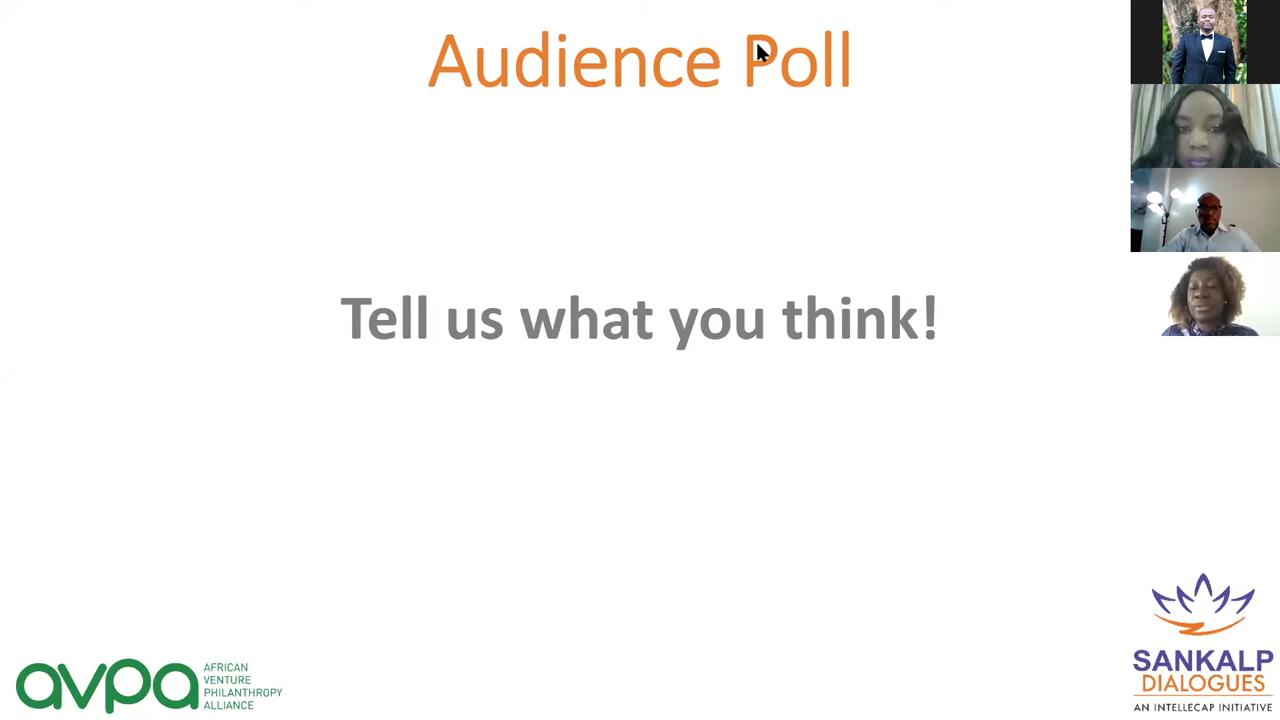 Audience Poll
Tell us what you think!
avpa
AFRICAN
VENTURE
PHILANTHROPY
ALLIANCE
SANKALP
DIALOGUES
AN INTELLECAP INITIATIVE